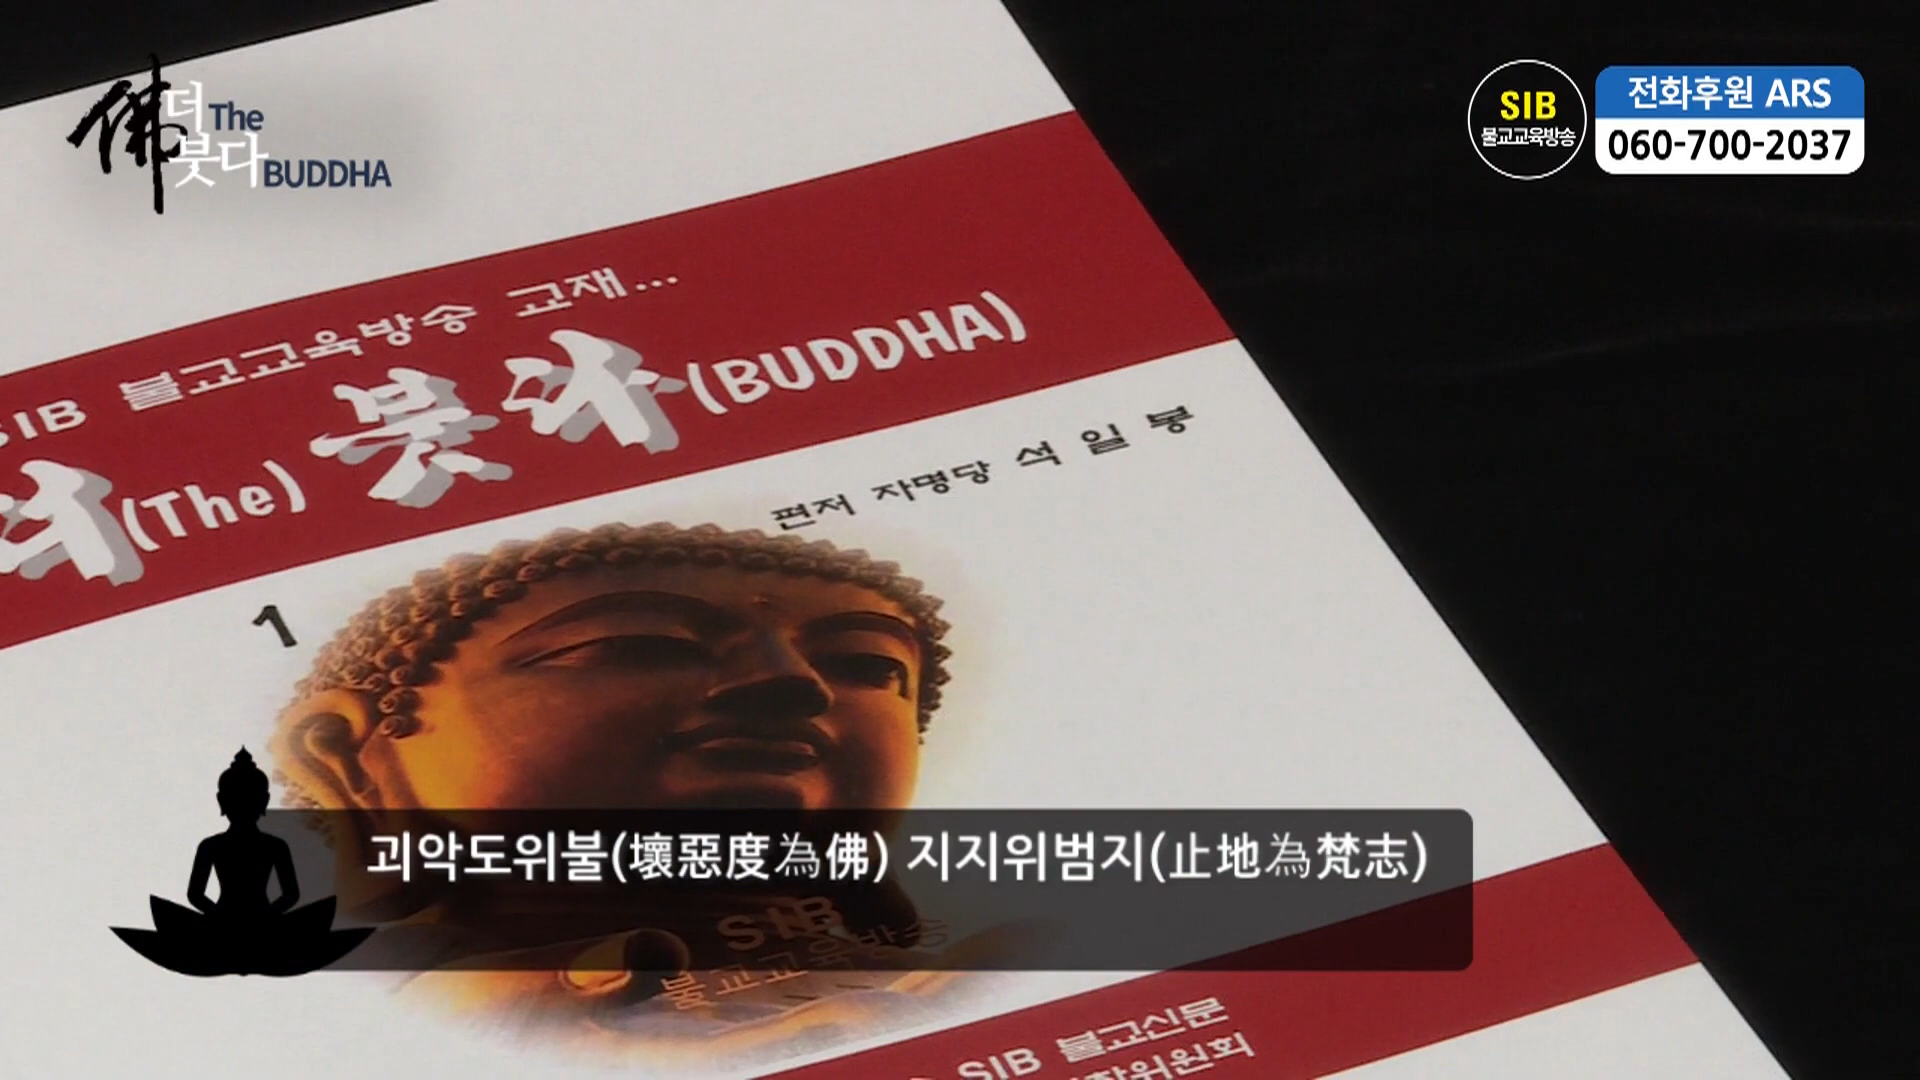 佛 더 The
붓다 BUDDHA
SIB
불교교육방송
전화후원 ARS
060-700-2037
SIB 불교교육방송 교재...
더(The) 붓다(BUDDHA)
편저 자명당 석일봉
1
괴악도위불(壞惡度為佛) 지지위범지(止地為梵志)
SIB
불교교육방송
SIB 불교신문
위원회